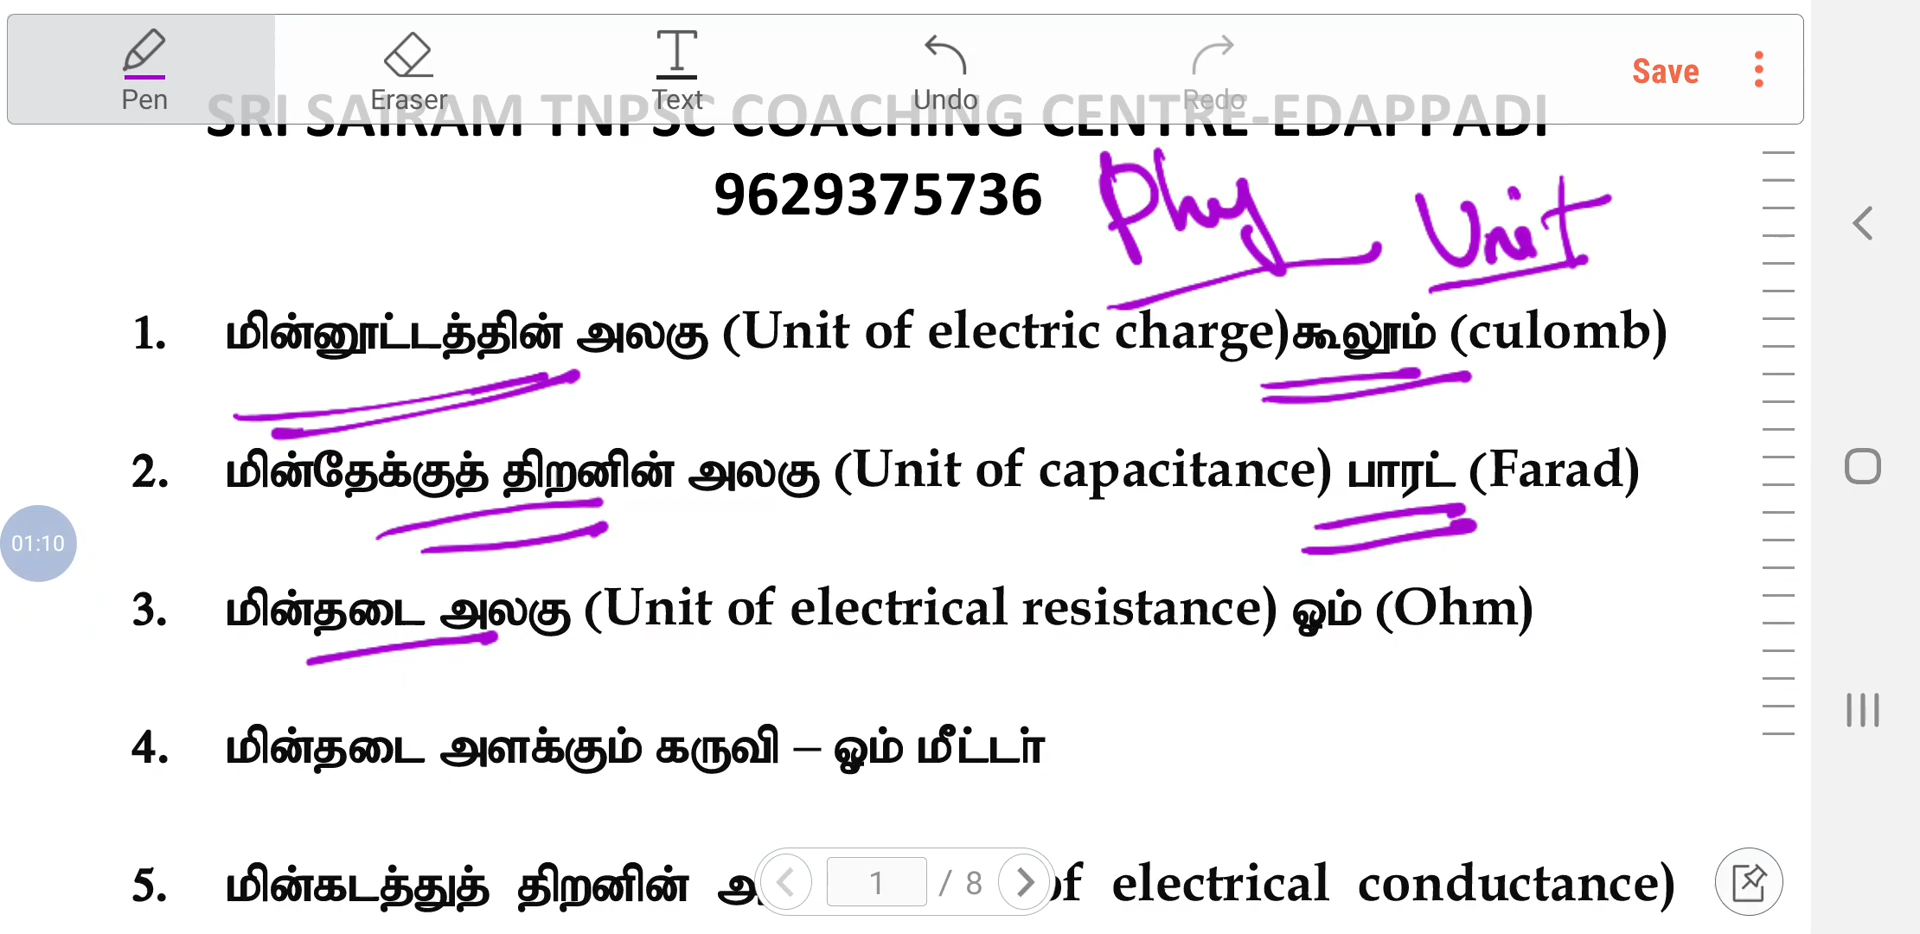 Pen Eraser Text Undo Redo Save
SRI SAIRAM TNPSC COACHING CENTRE-EDAPPADI
9629375736 Phy Unit
1. மின்னூட்டத்தின் அலகு (Unit of electric charge)கூலூம் (culomb)
2. மின்தேக்குத் திறனின் அலகு (Unit of capacitance) பாரட் (Farad)
01:10
3. மின்தடை அலகு (Unit of electrical resistance) ஓம் (Ohm)
4. மின்தடை அளக்கும் கருவி – ஓம் மீட்டர்
5. மின்கடத்துத் திறனின் of electrical conductance)
1 / 8